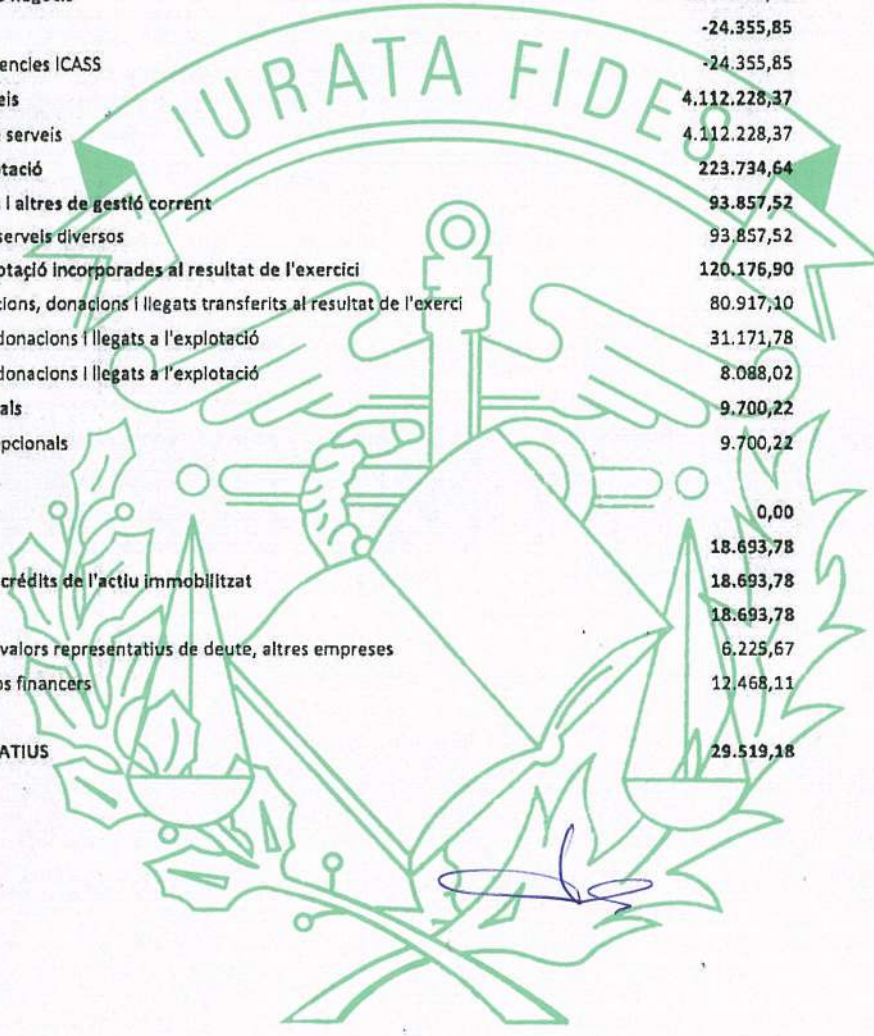 negoci
-24.355,85
encies ICASS -24.355,85
eis 4.112.228,37
serveis 4.112.228,37
tació 223.734,64
i altres de gestió corrent 93.857,52
serveis diversos 93.857,52
otació incorporades al resultat de l'exercici 120.176,90
cions, donacions i llegats transferits al resultat de l'exerci 80.917,10
donacions i llegats a l'explotació 31.171,78
donacions i llegats a l'explotació 8.088,02
als 9.700,22
epcionals 9.700,22
0,00
18.693,78
crédits de l'actiu immobilitzat 18.693,78
18.693,78
valors representatius de deute, altres empreses 6.225,67
os financers 12.468,11
ATIUS 29.519,18
IURATA FIDES